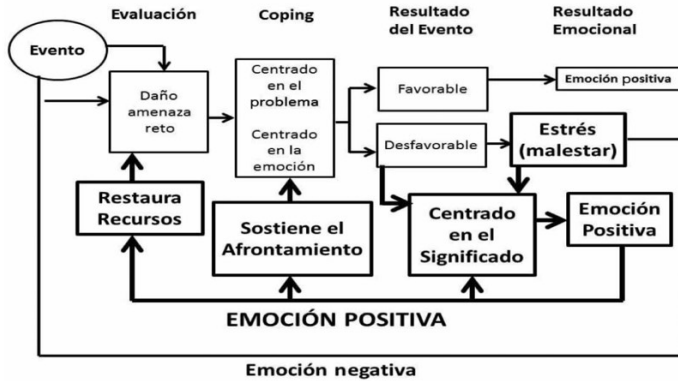 Evaluación
Coping
Resultado
del Evento
Resultado
Emocional
Evento
Daño
amenaza
reto
Centrado
en el
problema
Centrado
en la
emoción
Favorable
Emoción positiva
Desfavorable
Estrés
(malestar)
Restaura
Recursos
Sostiene el
Afrontamiento
Centrado
en el
Significado
Emoción
Positiva
EMOCIÓN POSITIVA
Emoción negativa